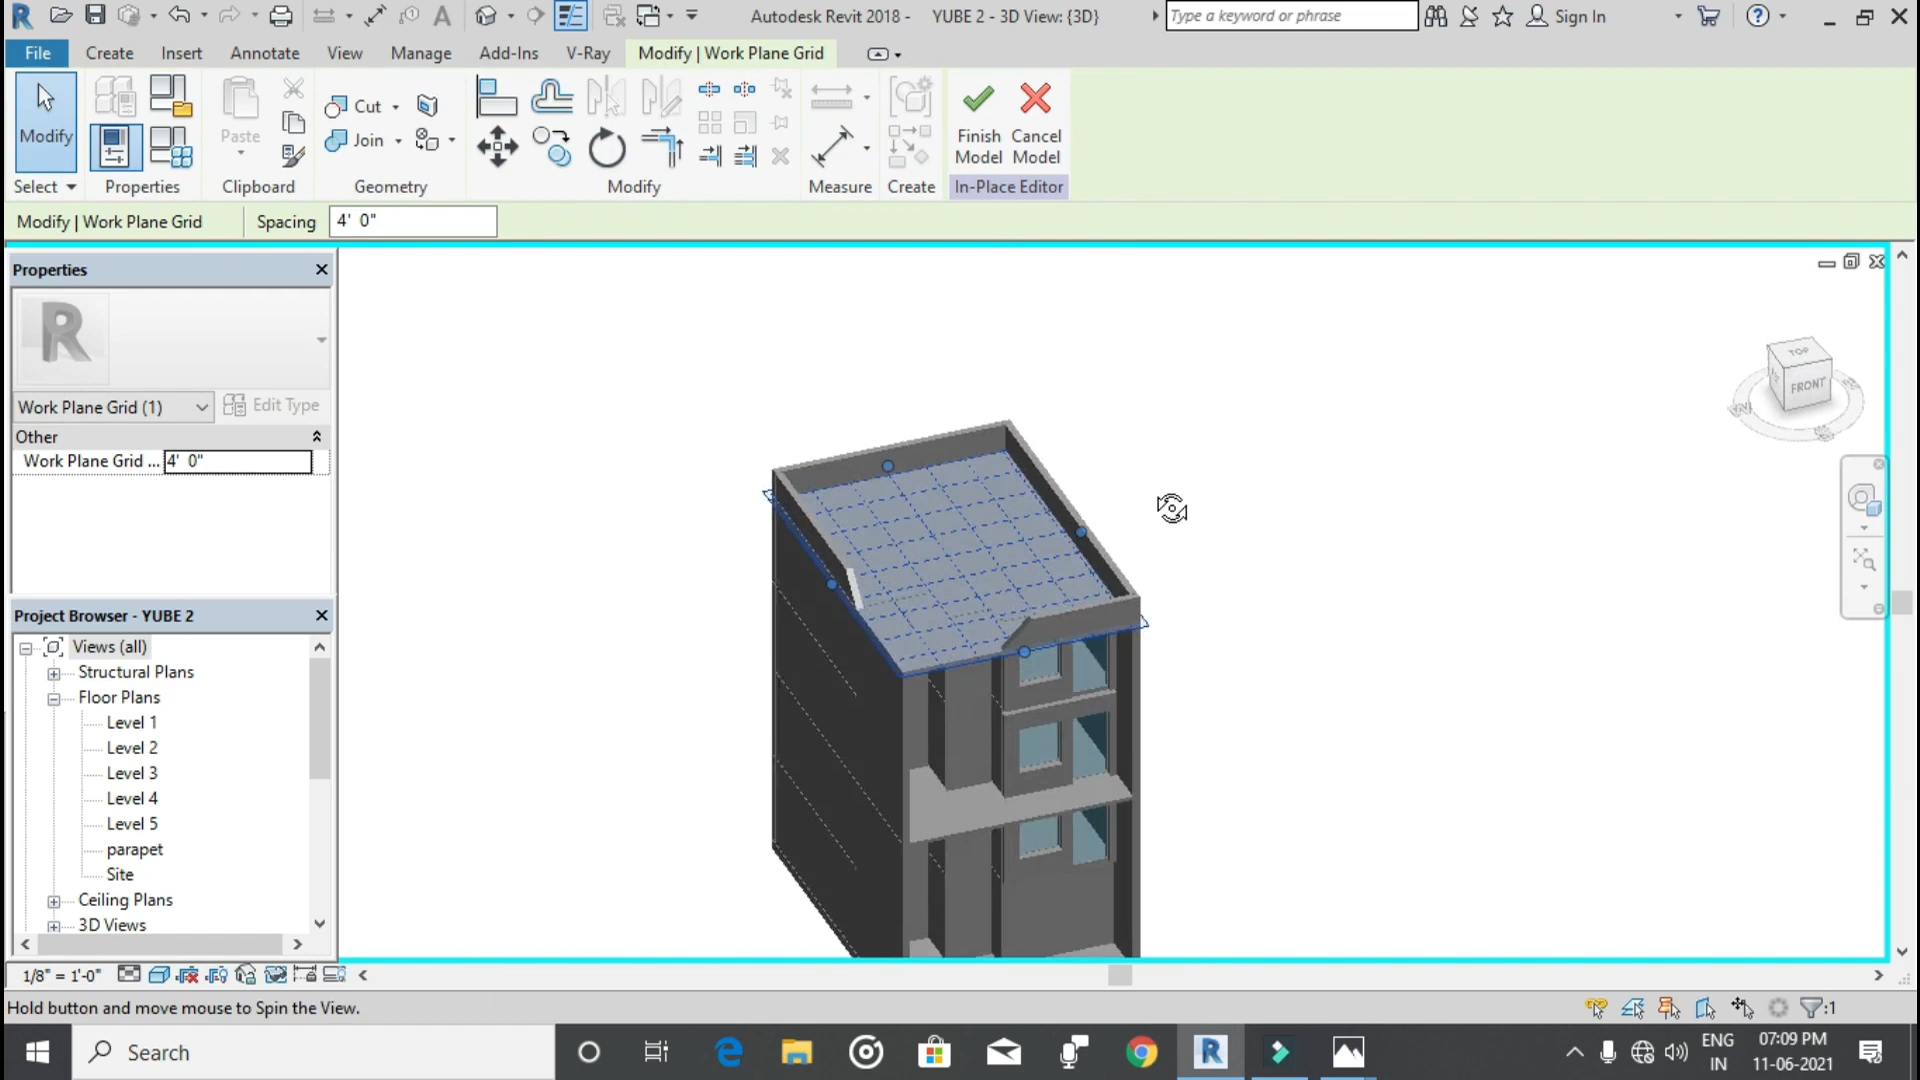 Autodesk Revit 2018 - YUBE 2 - 3D View: {3D}
Type a keyword or phrase
Sign In
File Create Insert Annotate View Manage Add-Ins V-Ray Modify | Work Plane Grid
Modify
Paste
Cut
Join
Finish Model
Cancel Model
Select Properties Clipboard Geometry Modify Measure Create In-Place Editor
Modify | Work Plane Grid Spacing 4' 0"
Properties
Work Plane Grid (1) Edit Type
Other
Work Plane Grid ... 4' 0"
TOP
FRONT
Project Browser - YUBE 2
Views (all)
Structural Plans
Floor Plans
Level 1
Level 2
Level 3
Level 4
Level 5
parapet
Site
Ceiling Plans
3D Views
1/8" = 1'-0"
Hold button and move mouse to Spin the View.
:1
Search
ENG
IN
07:09 PM
11-06-2021